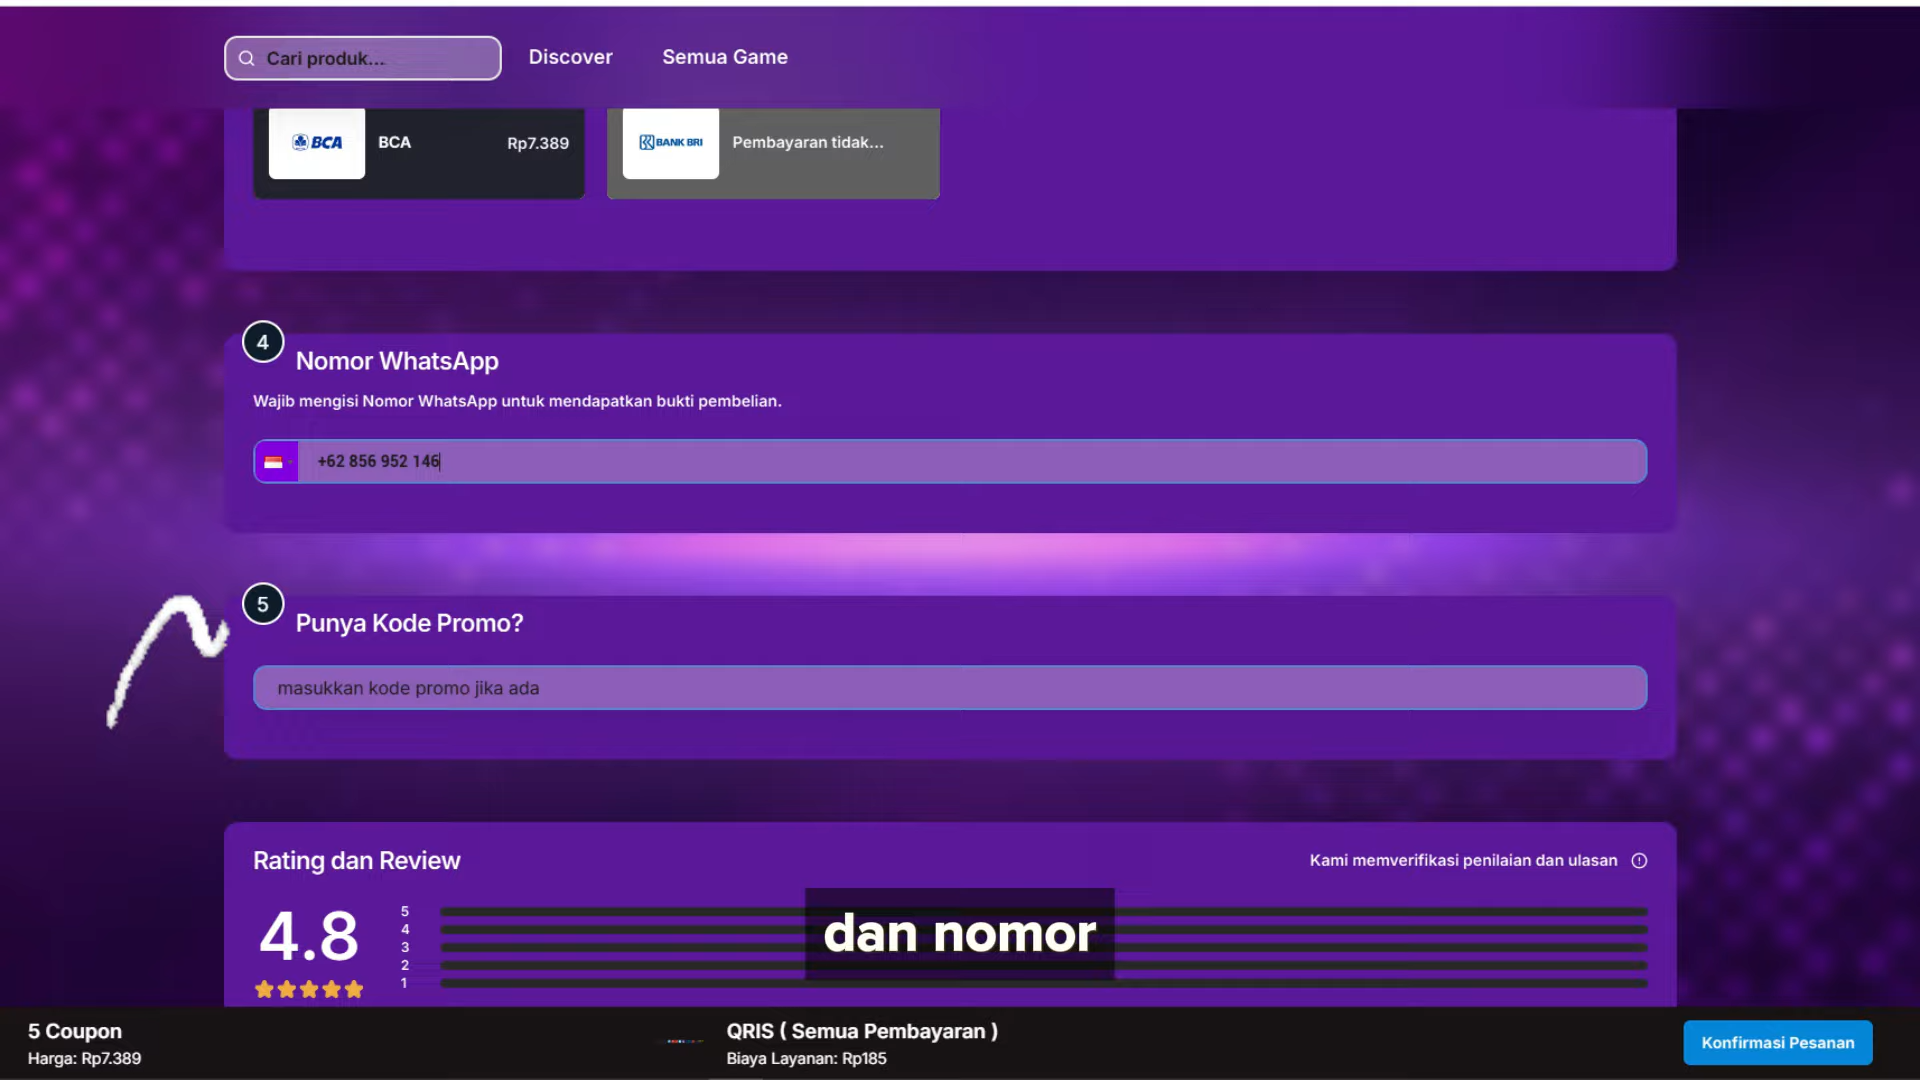 Cari produk...
Discover
Semua Game
BCA
BCA
Rp7.389
BANK BRI
Pembayaran tidak...
4
Nomor WhatsApp
Wajib mengisi Nomor WhatsApp untuk mendapatkan bukti pembelian.
+62 856 952 146
5
Punya Kode Promo?
masukkan kode promo jika ada
Rating dan Review
Kami memverifikasi penilaian dan ulasan
4.8
5
4
3
2
1
dan nomor
5 Coupon
Harga: Rp7.389
QRIS ( Semua Pembayaran )
Biaya Layanan: Rp185
Konfirmasi Pesanan